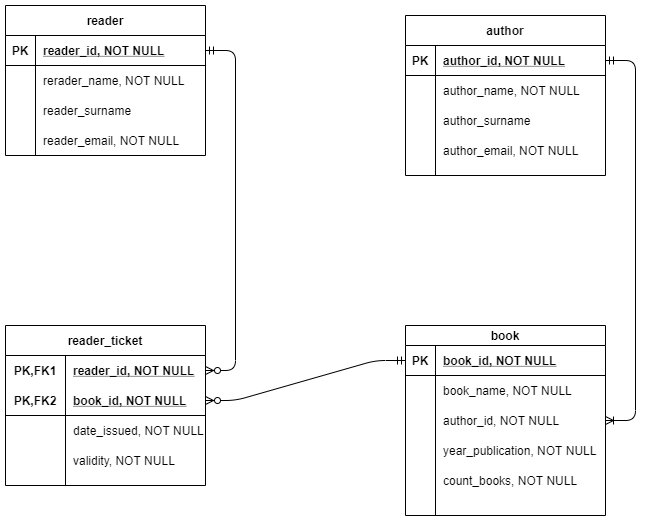 reader
PK reader_id, NOT NULL
rerader_name, NOT NULL
reader_surname
reader_email, NOT NULL
author
PK author_id, NOT NULL
author_name, NOT NULL
author_surname
author_email, NOT NULL
reader_ticket
PK,FK1 reader_id, NOT NULL
PK,FK2 book_id, NOT NULL
date_issued, NOT NULL
validity, NOT NULL
book
PK book_id, NOT NULL
book_name, NOT NULL
author_id, NOT NULL
year_publication, NOT NULL
count_books, NOT NULL